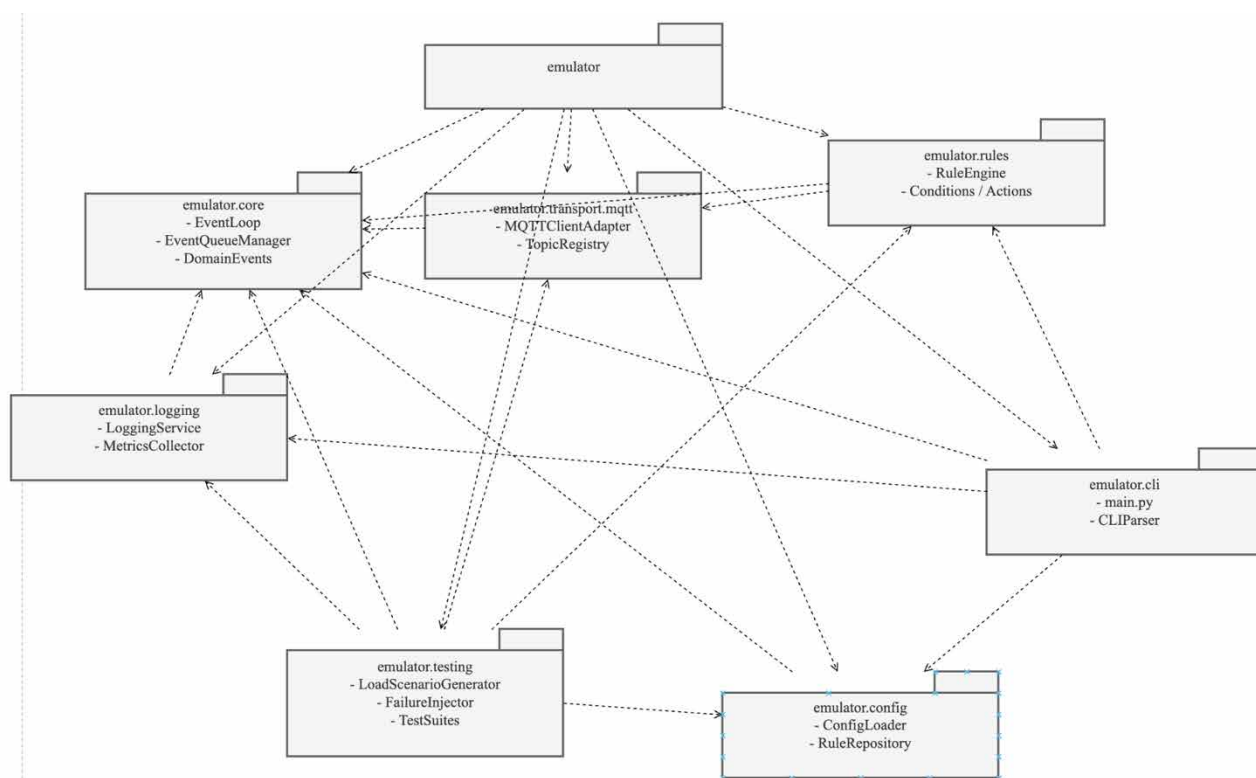 emulator
emulator.rules
- RuleEngine
- Conditions / Actions
emulator.core
- EventLoop
- EventQueueManager
- DomainEvents
emulator.transport.mqtt
- MQTTClientAdapter
- TopicRegistry
emulator.logging
- LoggingService
- MetricsCollector
emulator.cli
- main.py
- CLIParser
emulator.testing
- LoadScenarioGenerator
- FailureInjector
- TestSuites
emulator.config
- ConfigLoader
- RuleRepository